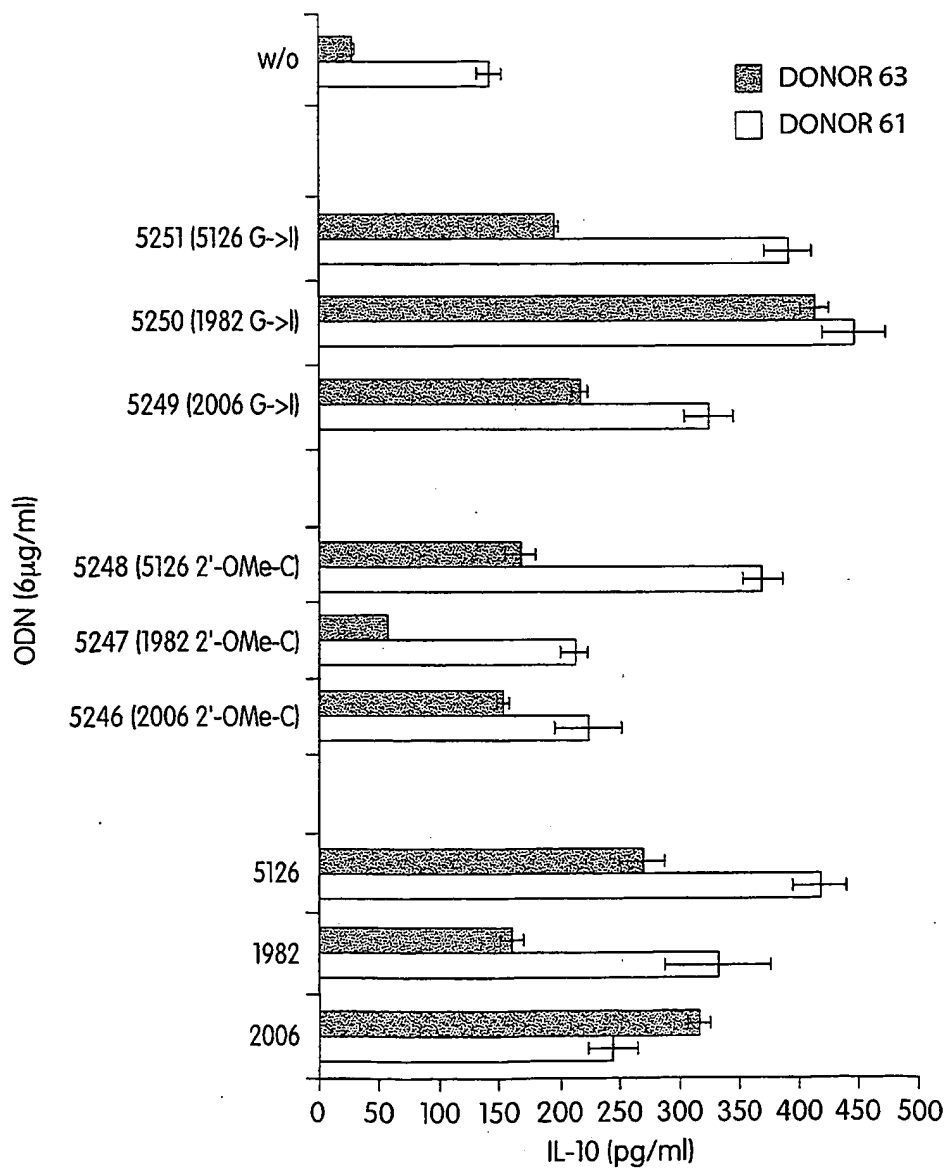 w/o
DONOR 63
DONOR 61
5251 (5126 G->I)
5250 (1982 G->I)
5249 (2006 G->I)
5248 (5126 2'-OMe-C)
5247 (1982 2'-OMe-C)
5246 (2006 2'-OMe-C)
5126
1982
2006
ODN (6μg/ml)
0 50 100 150 200 250 300 350 400 450 500
IL-10 (pg/ml)